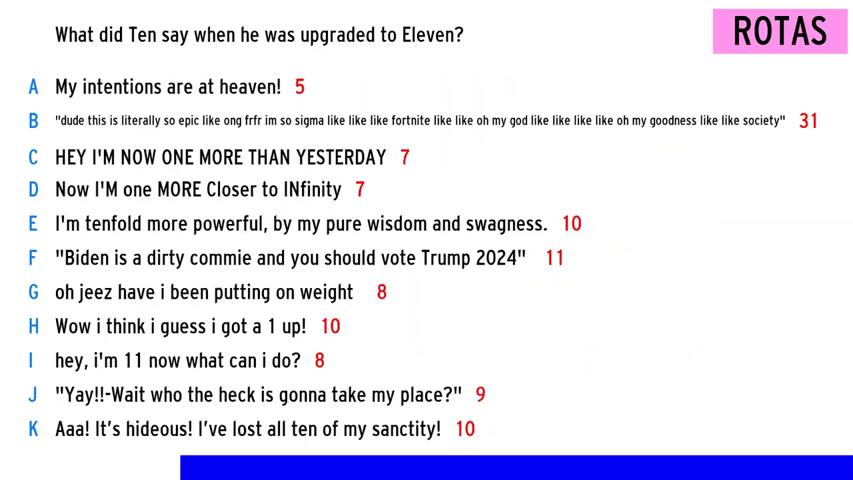 What did Ten say when he was upgraded to Eleven?
ROTAS
A My intentions are at heaven! 5
B "dude this is literally so epic like ong frfr im so sigma like like like fortnite like like oh my god like like like like oh my goodness like like society" 31
C HEY I'M NOW ONE MORE THAN YESTERDAY 7
D Now I'M one MORE Closer to INfinity 7
E I'm tenfold more powerful, by my pure wisdom and swagness. 10
F "Biden is a dirty commie and you should vote Trump 2024" 11
G oh jeez have i been putting on weight 8
H Wow i think i guess i got a 1 up! 10
I hey, i'm 11 now what can i do? 8
J "Yay!!-Wait who the heck is gonna take my place?" 9
K Aaa! It's hideous! I've lost all ten of my sanctity! 10